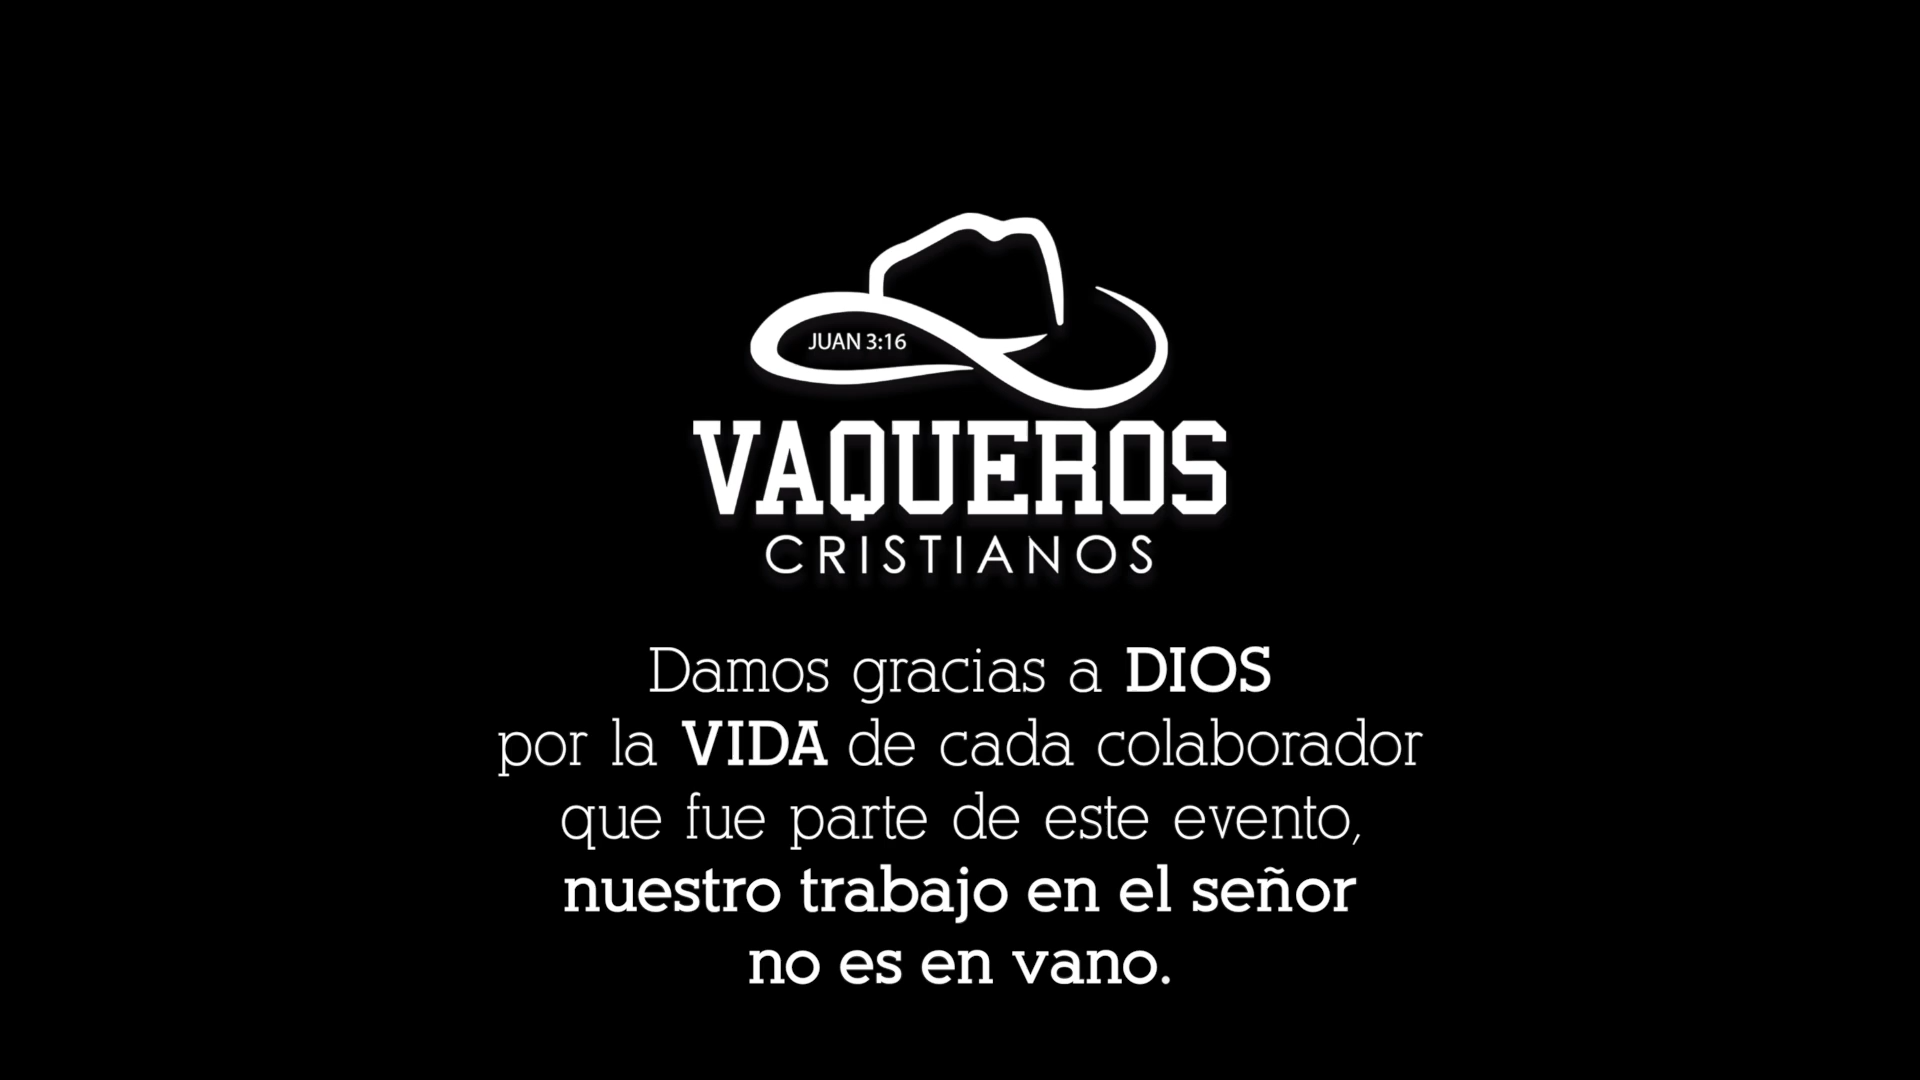 JUAN 3:16
VAQUEROS
CRISTIANOS
Damos gracias a DIOS
por la VIDA de cada colaborador
que fue parte de este evento,
nuestro trabajo en el señor
no es en vano.